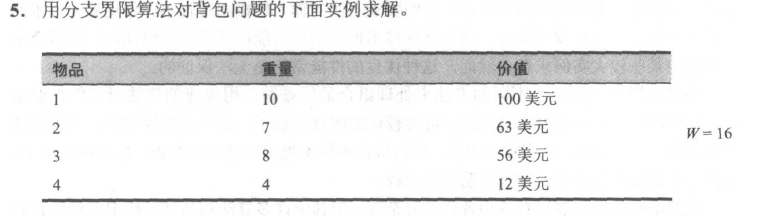 5. 用分支界限算法对背包问题的下面实例求解。
物品 重量 价值
1 10 100 美元
2 7 63 美元 W = 16
3 8 56 美元
4 4 12 美元